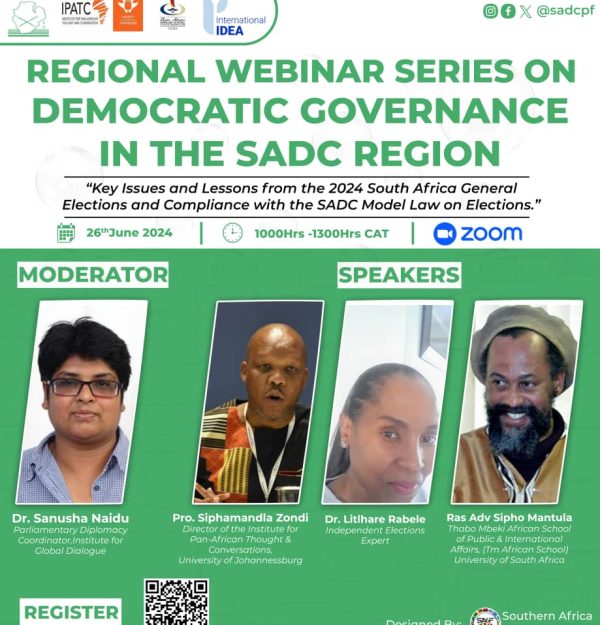 IPATC
INSTITUTE FOR PAN-AFRICAN
THOUGHT & CONVERSATION
International
IDEA
@sadcpf
REGIONAL WEBINAR SERIES ON
DEMOCRATIC GOVERNANCE
IN THE SADC REGION
“Key Issues and Lessons from the 2024 South Africa General
Elections and Compliance with the SADC Model Law on Elections.”
26thJune 2024
1000Hrs -1300Hrs CAT
zoom
MODERATOR
SPEAKERS
Dr. Sanusha Naidu
Parliamentary Diplomacy
Coordinator,Institute for
Global Dialogue
Pro. Siphamandla Zondi
Director of the Institute for
Pan-African Thought &
Conversations,
University of Johannessburg
Dr. Litlhare Rabele
Independent Elections
Expert
Ras Adv Sipho Mantula
Thabo Mbeki African School
of Public & International
Affairs, (Tm African School)
University of South Africa
REGISTER
Designed By:
Southern Africa